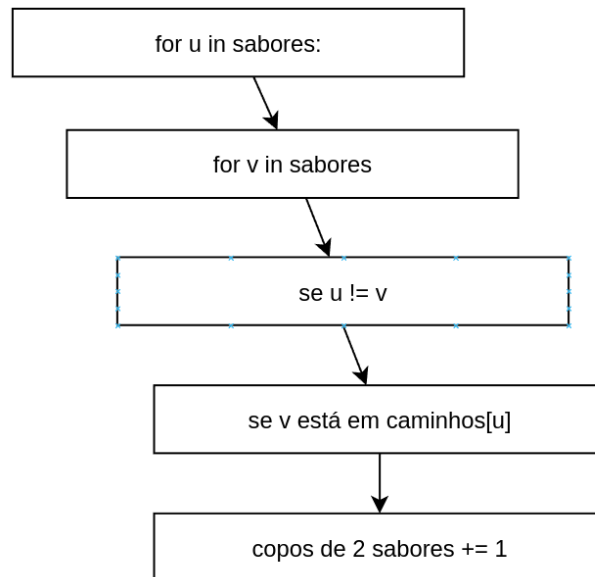 for u in sabores:
for v in sabores
se u != v
se v está em caminhos[u]
copos de 2 sabores += 1